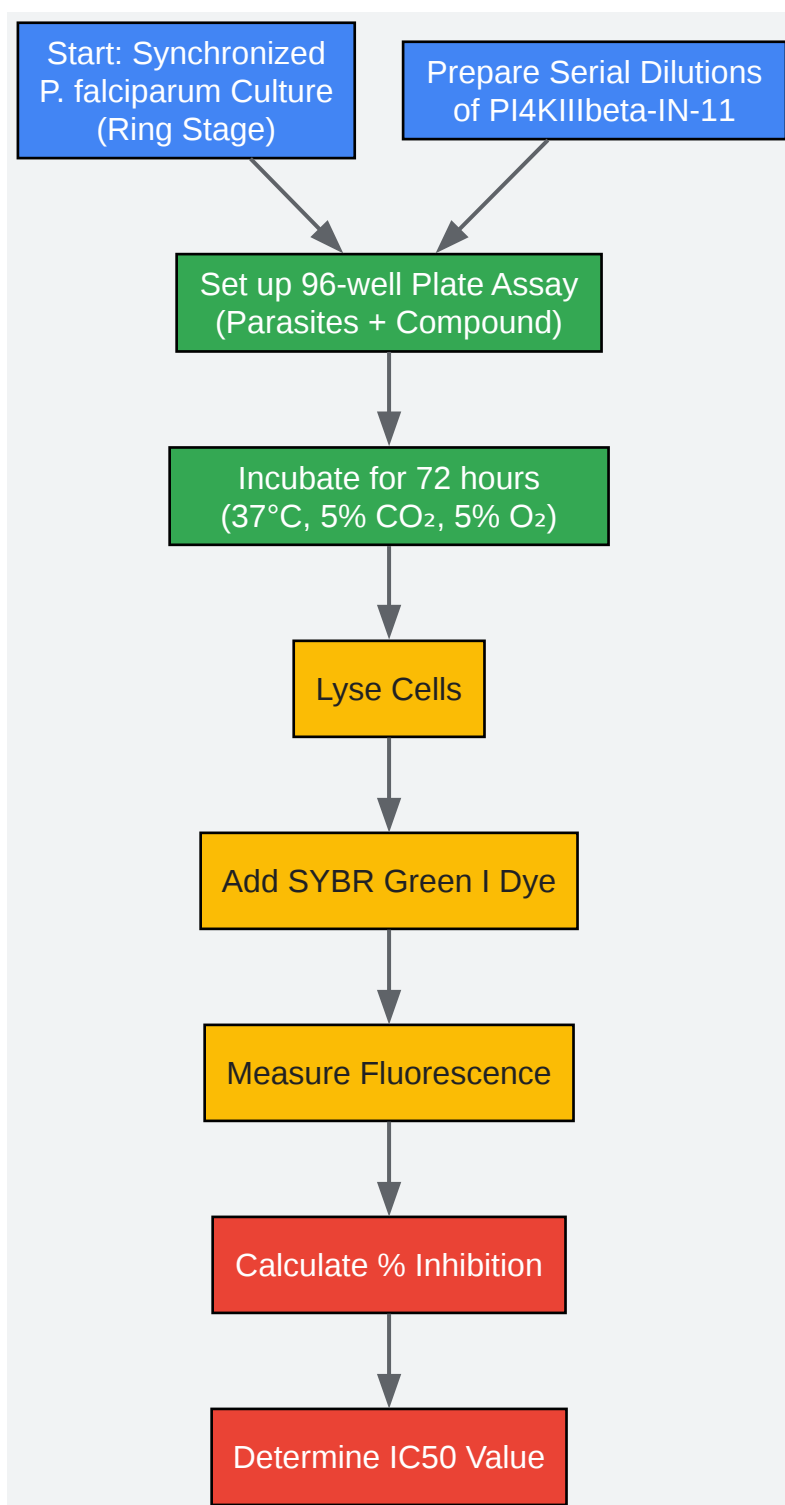 Start: Synchronized
P. falciparum Culture
(Ring Stage)
Prepare Serial Dilutions
of PI4KIIIbeta-IN-11
Set up 96-well Plate Assay
(Parasites + Compound)
Incubate for 72 hours
(37°C, 5% CO₂, 5% O₂)
Lyse Cells
Add SYBR Green I Dye
Measure Fluorescence
Calculate % Inhibition
Determine IC50 Value